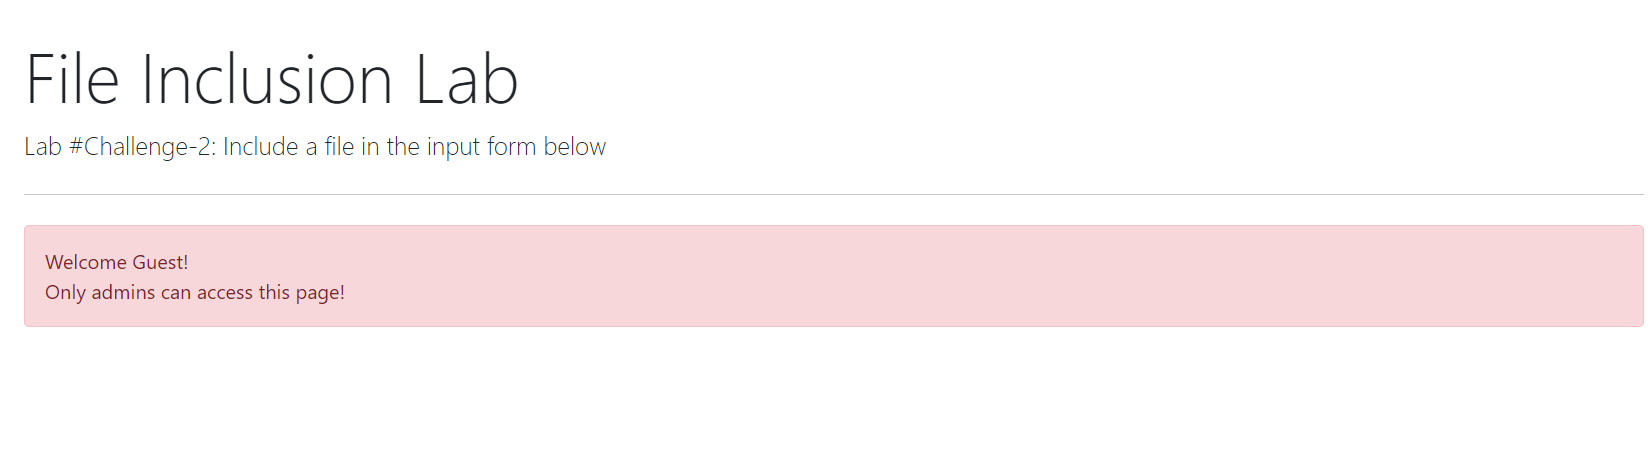 File Inclusion Lab
Lab #Challenge-2: Include a file in the input form below
Welcome Guest!
Only admins can access this page!